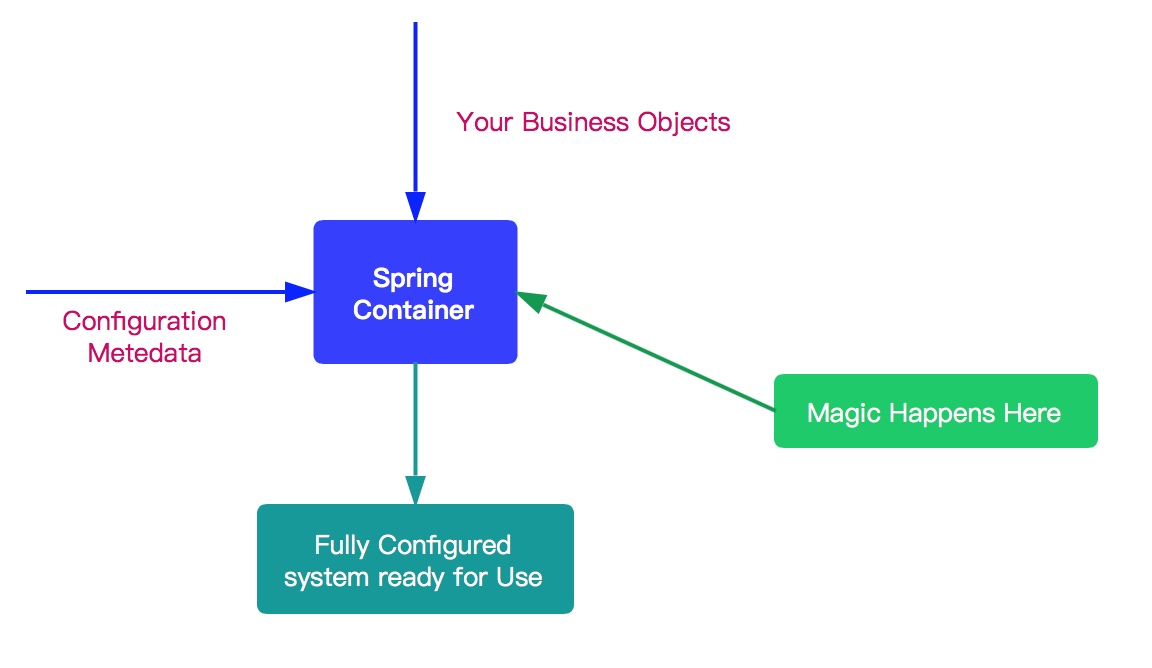 Your Business Objects
Spring
Container
Configuration
Metedata
Magic Happens Here
Fully Configured
system ready for Use